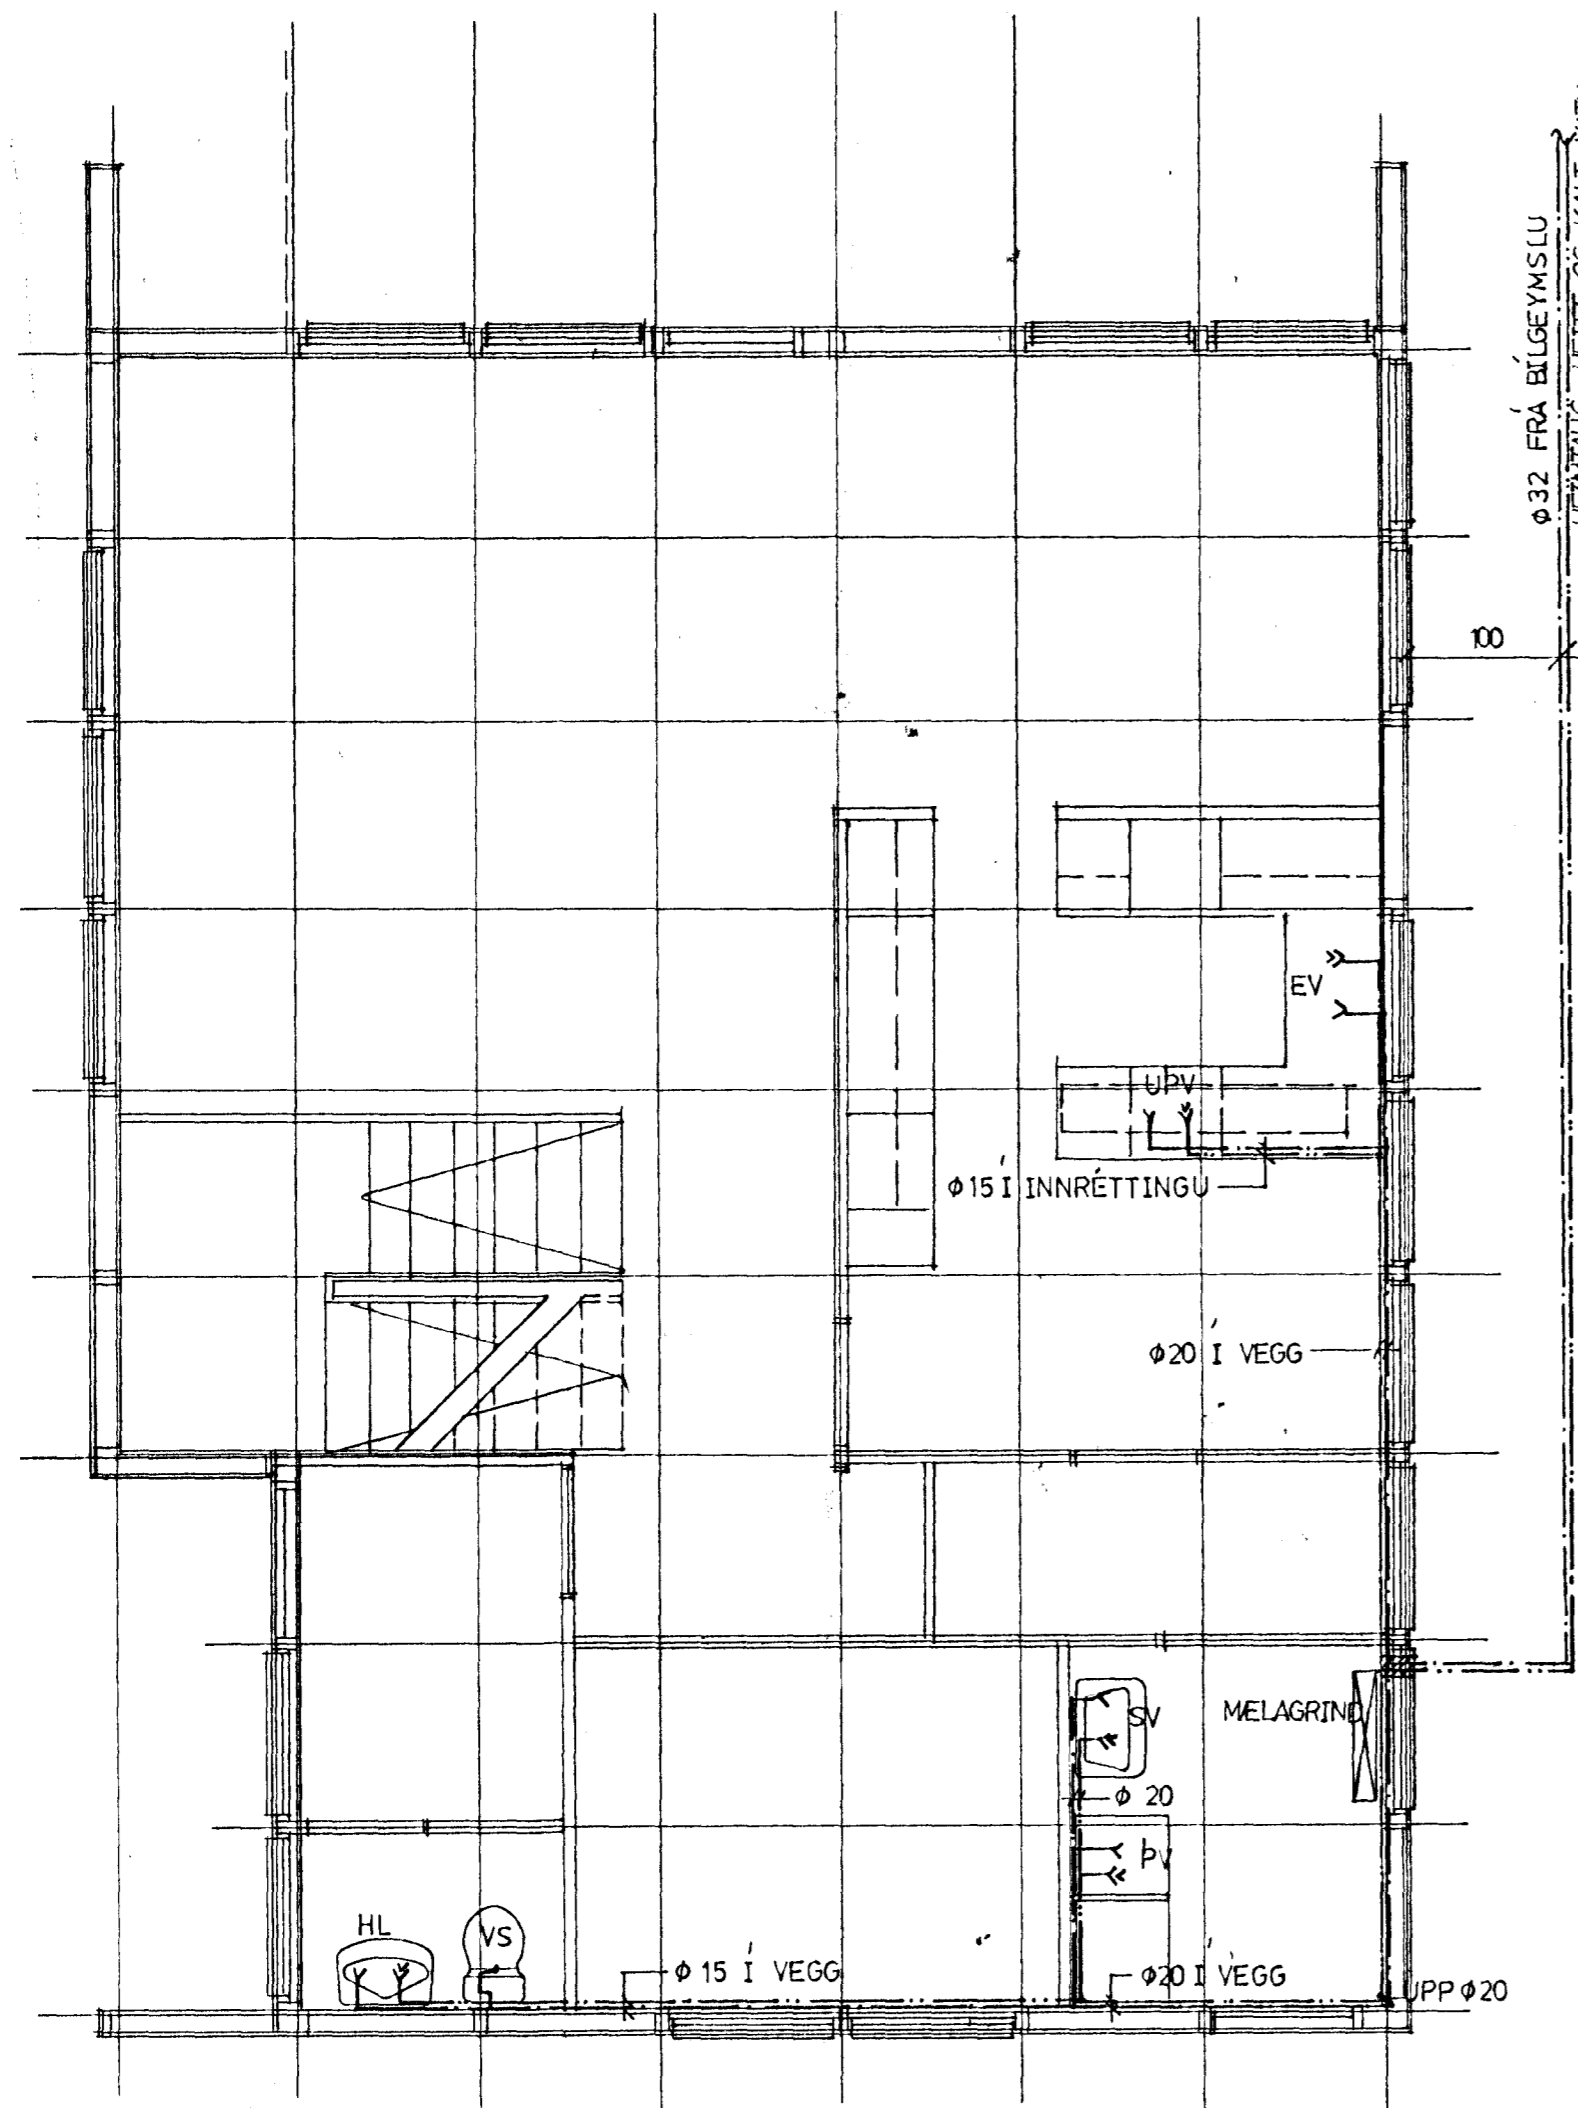 φ32 FRÁ BÍLGEYMSLU
100
EV
UÞV
φ15 Í INNRÉTTINGU
φ20 Í VEGG
SV
MÆLAGRIND
φ 20
ÞV
HL
VS
φ 15 Í VEGG
φ20 Í VEGG
UPP φ20